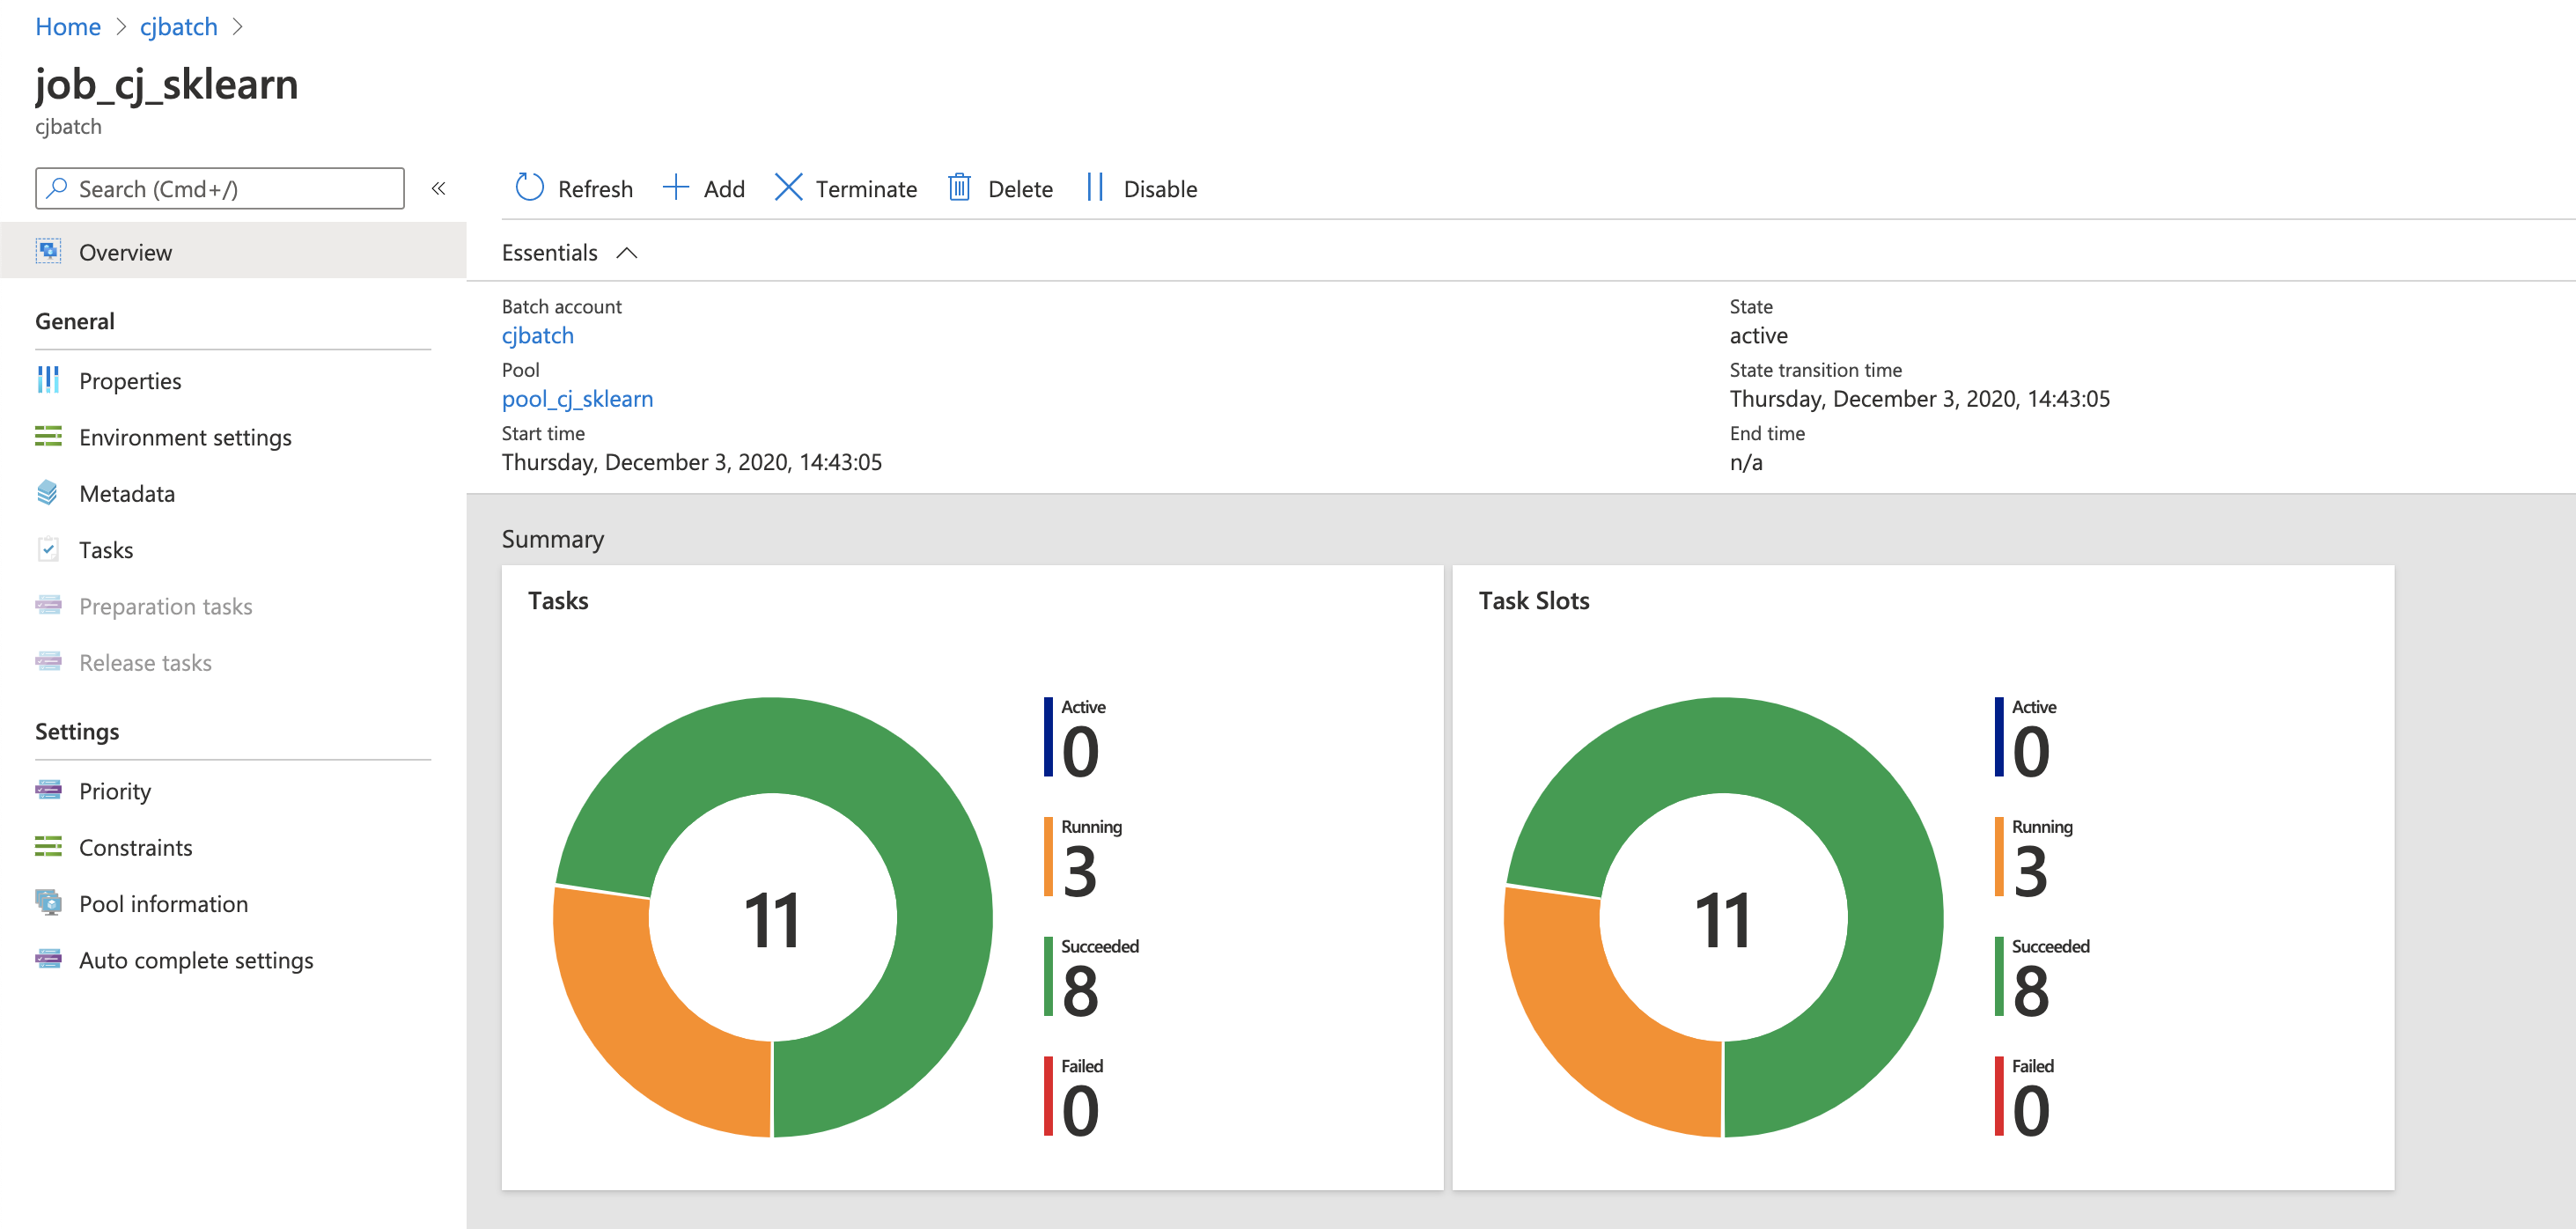 Home > cjbatch >
job_cj_sklearn
cjbatch
Search (Cmd+/)
«
Refresh
Add
Terminate
Delete
Disable
Overview
General
Properties
Environment settings
Metadata
Tasks
Preparation tasks
Release tasks
Settings
Priority
Constraints
Pool information
Auto complete settings
Essentials
Batch account
cjbatch
Pool
pool_cj_sklearn
Start time
Thursday, December 3, 2020, 14:43:05
State
active
State transition time
Thursday, December 3, 2020, 14:43:05
End time
n/a
Summary
Tasks
11
Active
0
Running
3
Succeeded
8
Failed
0
Task Slots
11
Active
0
Running
3
Succeeded
8
Failed
0